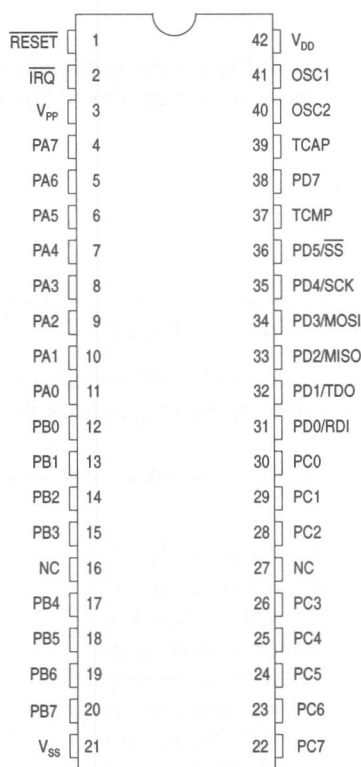 RESET 1 42 VDD
IRQ 2 41 OSC1
VPP 3 40 OSC2
PA7 4 39 TCAP
PA6 5 38 PD7
PA5 6 37 TCMP
PA4 7 36 PD5/SS
PA3 8 35 PD4/SCK
PA2 9 34 PD3/MOSI
PA1 10 33 PD2/MISO
PA0 11 32 PD1/TDO
PB0 12 31 PD0/RDI
PB1 13 30 PC0
PB2 14 29 PC1
PB3 15 28 PC2
NC 16 27 NC
PB4 17 26 PC3
PB5 18 25 PC4
PB6 19 24 PC5
PB7 20 23 PC6
VSS 21 22 PC7